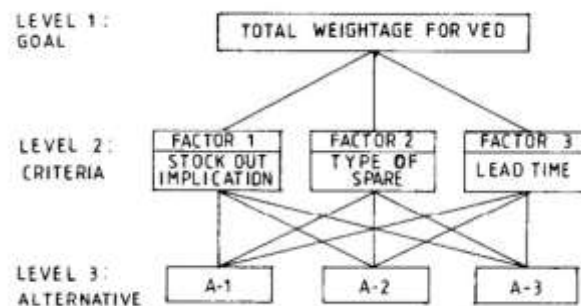 LEVEL 1:
GOAL
TOTAL WEIGHTAGE FOR VED
LEVEL 2:
CRITERIA
FACTOR 1
STOCK OUT
IMPLICATION
FACTOR 2
TYPE OF
SPARE
FACTOR 3
LEAD TIME
LEVEL 3:
ALTERNATIVE
A-1
A-2
A-3